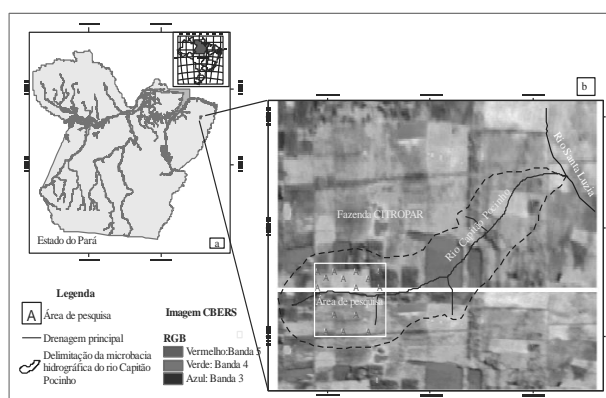 Estado do Pará
a
b
Rio Santa Luzia
Rio Capitão Pocinho
Fazenda CITROPAR
Área de pesquisa
Legenda
A Área de pesquisa
Drenagem principal
Delimitação da microbacia
hidrográfica do rio Capitão
Pocinho
Imagem CBERS
RGB
Vermelho:Banda 5
Verde: Banda 4
Azul: Banda 3